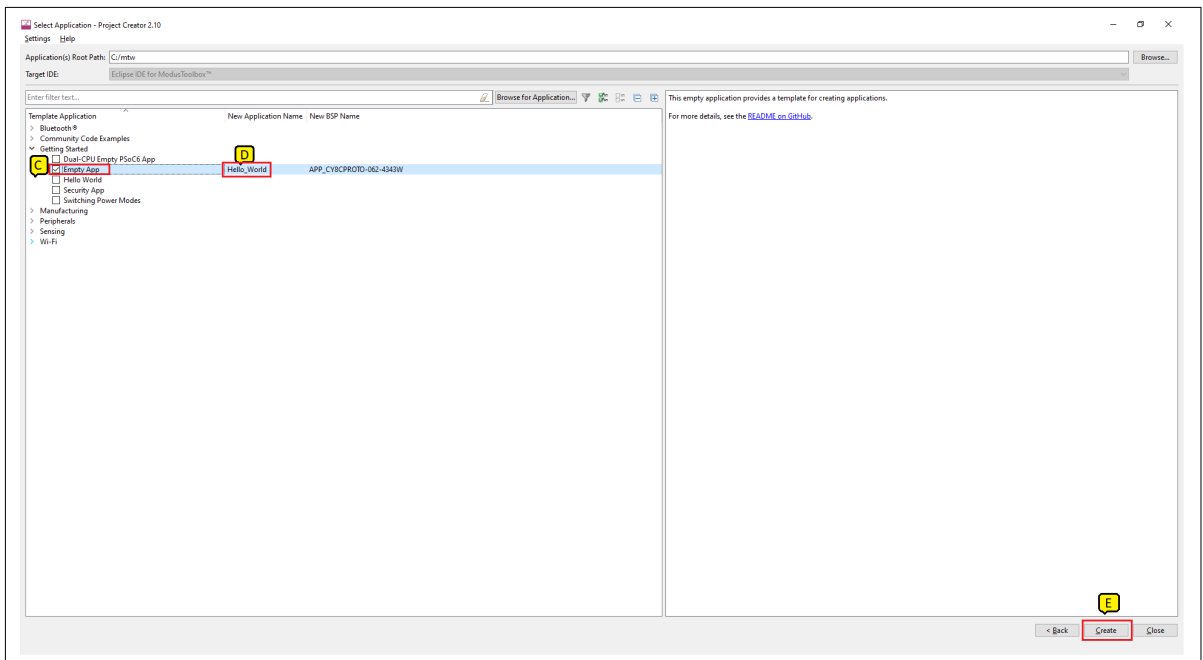 Select Application - Project Creator 2.10
Settings Help
Application(s) Root Path: C:/mtw Browse...
Target IDE: Eclipse IDE for ModusToolbox™
Enter filter text... Browse for Application...
Template Application New Application Name New BSP Name
Bluetooth®
Community Code Examples
Getting Started
Dual-CPU Empty PSoC6 App
D
C Empty App Hello_World APP_CY8CPROTO-062-4343W
Hello World
Security App
Switching Power Modes
Manufacturing
Peripherals
Sensing
Wi-Fi
This empty application provides a template for creating applications.
For more details, see the README on GitHub.
E
< Back Create Close